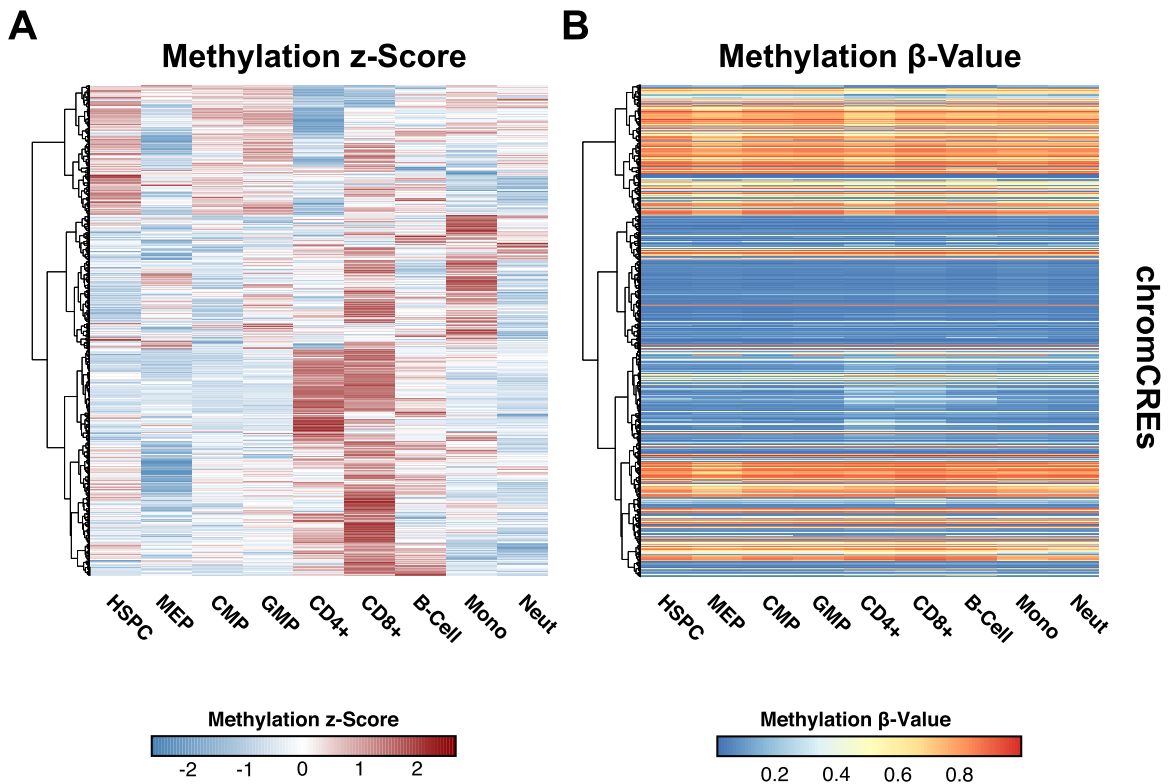 A
Methylation z-Score
B
Methylation β-Value
chromCREs
HSPC
MEP
CMP
GMP
CD4+
CD8+
B-Cell
Mono
Neut
HSPC
MEP
CMP
GMP
CD4+
CD8+
B-Cell
Mono
Neut
Methylation z-Score
-2 -1 0 1 2
Methylation β-Value
0.2 0.4 0.6 0.8